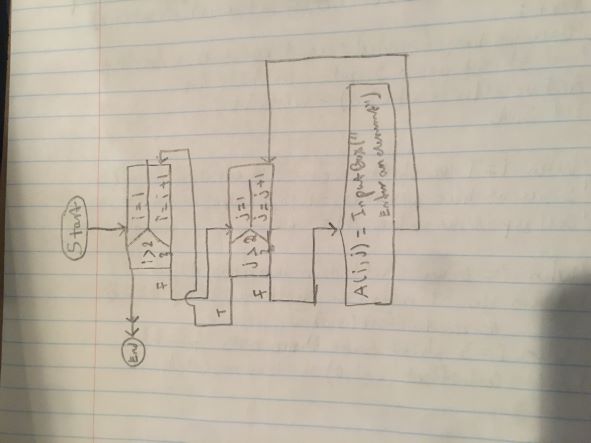 Start
End
i>2
i=1
i=i+1
F
T
j>2
j=1
j=j+1
F
A(i,j) = InputBox("
Enter an element")